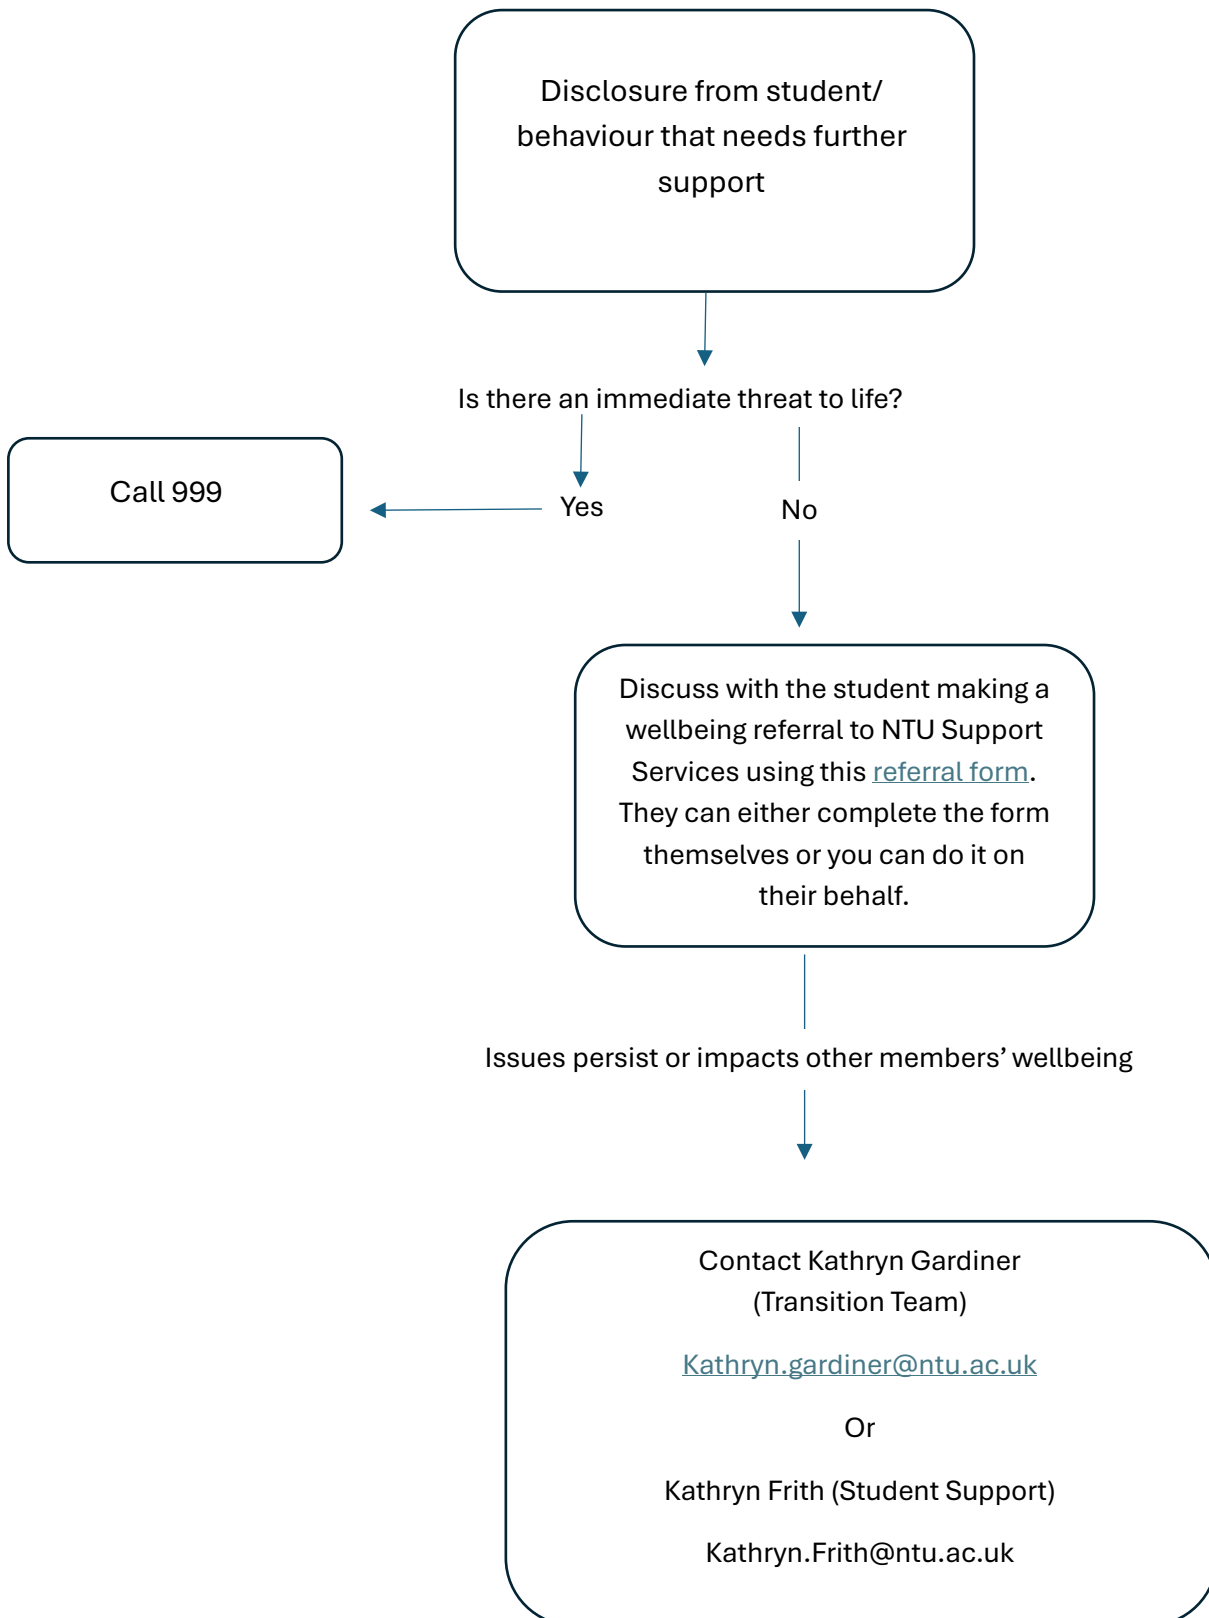 Disclosure from student/
behaviour that needs further
support
Is there an immediate threat to life?
Call 999
Yes
No
Discuss with the student making a
wellbeing referral to NTU Support
Services using this referral form.
They can either complete the form
themselves or you can do it on
their behalf.
Issues persist or impacts other members’ wellbeing
Contact Kathryn Gardiner
(Transition Team)
Kathryn.gardiner@ntu.ac.uk
Or
Kathryn Frith (Student Support)
Kathryn.Frith@ntu.ac.uk